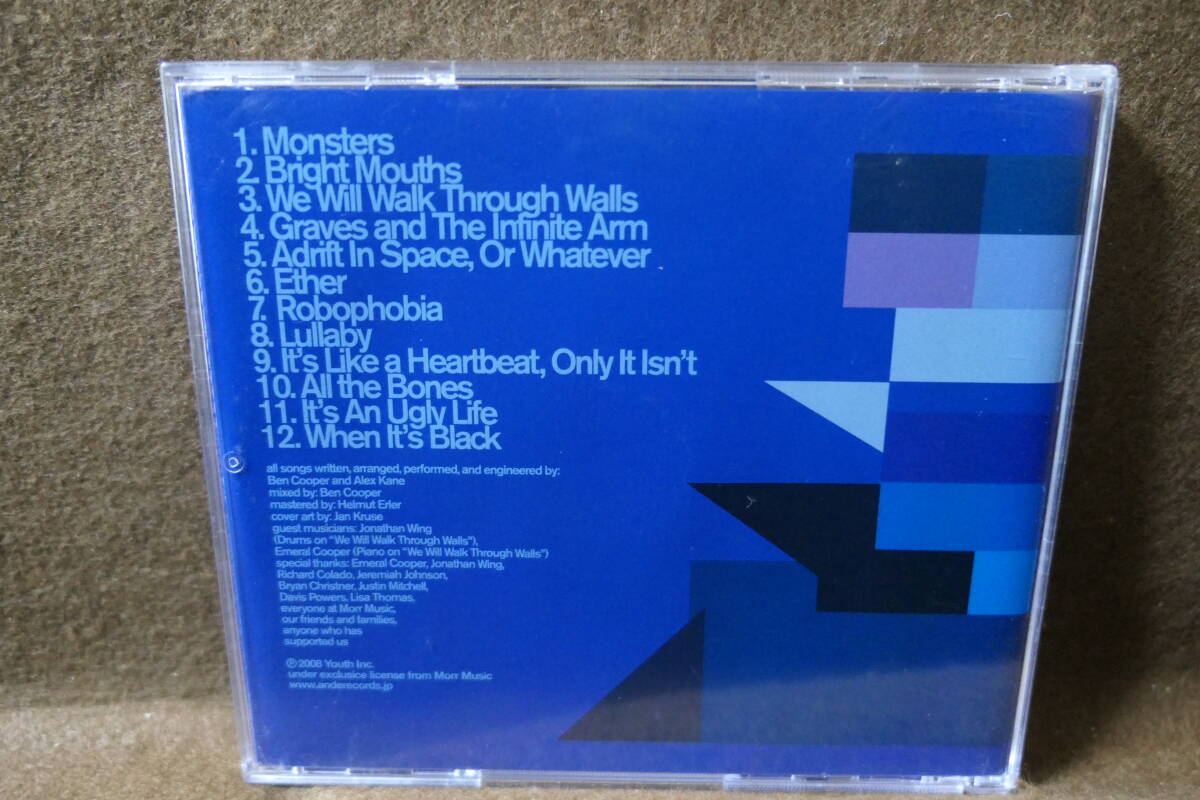 1. Monsters
2. Bright Mouths
3. We Will Walk Through Walls
4. Graves and The Infinite Arm
5. Adrift In Space, Or Whatever
6. Ether
7. Robophobia
8. Lullaby
9. It's Like a Heartbeat, Only It Isn't
10. All the Bones
11. It's An Ugly Life
12. When It's Black
all songs written, arranged, performed, and engineered by:
Ben Cooper and Alex Kane
mixed by: Ben Cooper
mastered by: Helmut Erler
cover art by: Jan Kruse
guest musicians: Jonathan Wing
(Drums on "We Will Walk Through Walls"),
Emeral Cooper (Piano on "We Will Walk Through Walls")
special thanks: Emeral Cooper, Jonathan Wing,
Richard Colado, Jeremiah Johnson,
Bryan Christner, Justin Mitchell,
Davis Powers, Lisa Thomas,
everyone at Morr Music,
our friends and families,
anyone who has
supported us
℗ 2008 Youth Inc.
under exclusice license from Morr Music
www.anderecords.jp